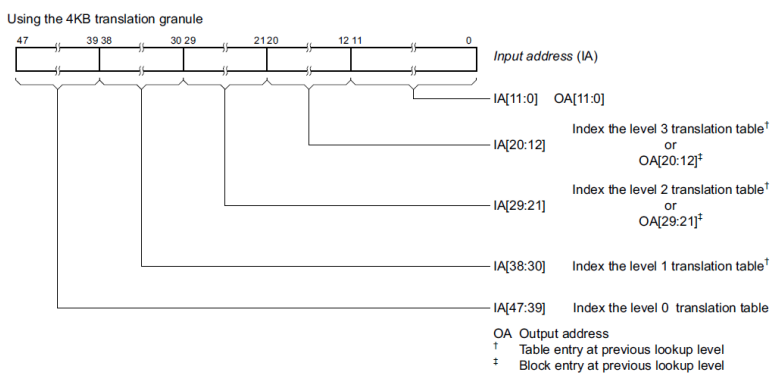 Using the 4KB translation granule
47 39 38 30 29 21 20 12 11 0
Input address (IA)
IA[11:0] OA[11:0]
Index the level 3 translation table†
IA[20:12] or
OA[20:12]‡
Index the level 2 translation table†
IA[29:21] or
OA[29:21]‡
IA[38:30] Index the level 1 translation table†
IA[47:39] Index the level 0 translation table
OA Output address
† Table entry at previous lookup level
‡ Block entry at previous lookup level